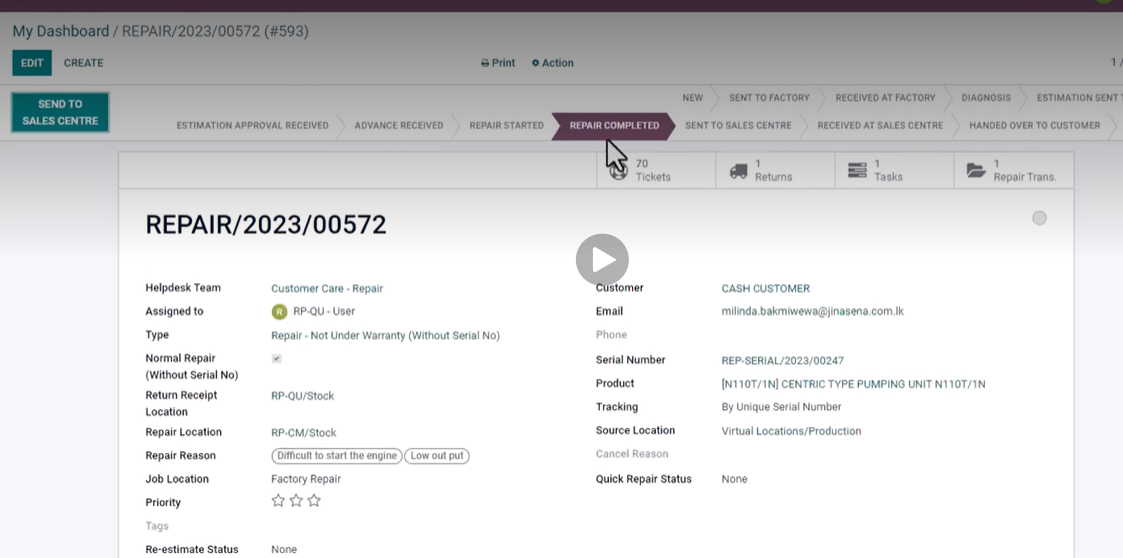 My Dashboard / REPAIR/2023/00572 (#593)
EDIT CREATE Print Action 1 /
SEND TO
SALES CENTRE
NEW SENT TO FACTORY RECEIVED AT FACTORY DIAGNOSIS ESTIMATION SENT
ESTIMATION APPROVAL RECEIVED ADVANCE RECEIVED REPAIR STARTED REPAIR COMPLETED SENT TO SALES CENTRE RECEIVED AT SALES CENTRE HANDED OVER TO CUSTOMER
70
Tickets
1
Returns
1
Tasks
1
Repair Trans.
REPAIR/2023/00572
Helpdesk Team Customer Care - Repair
Assigned to R RP-QU - User
Type Repair - Not Under Warranty (Without Serial No)
Normal Repair
(Without Serial No)
Return Receipt
Location
RP-QU/Stock
Repair Location RP-CM/Stock
Repair Reason Difficult to start the engine Low out put
Job Location Factory Repair
Priority
Tags
Re-estimate Status None
Customer CASH CUSTOMER
Email milinda.bakmiwewa@jinasena.com.lk
Phone
Serial Number REP-SERIAL/2023/00247
Product [N110T/1N] CENTRIC TYPE PUMPING UNIT N110T/1N
Tracking By Unique Serial Number
Source Location Virtual Locations/Production
Cancel Reason
Quick Repair Status None